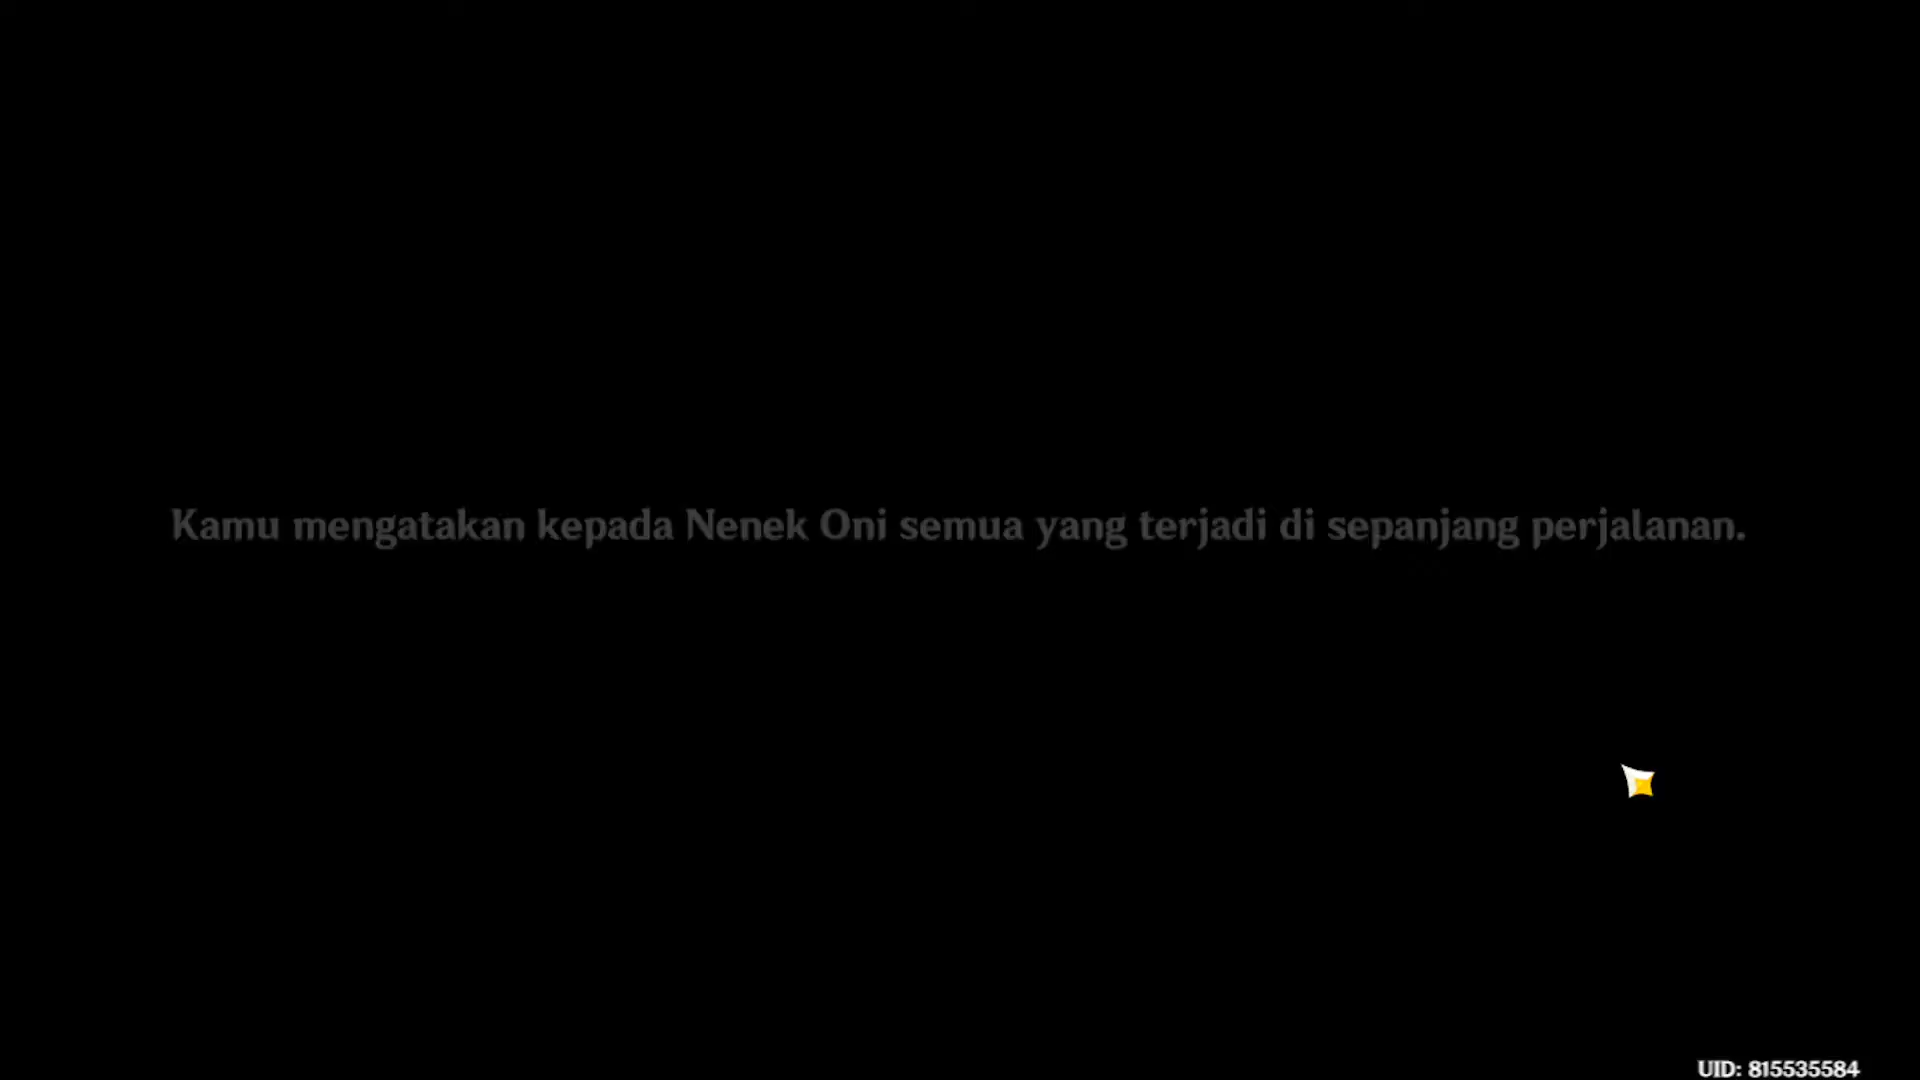 Kamu mengatakan kepada Nenek Oni semua yang terjadi di sepanjang perjalanan.
UID: 815535584